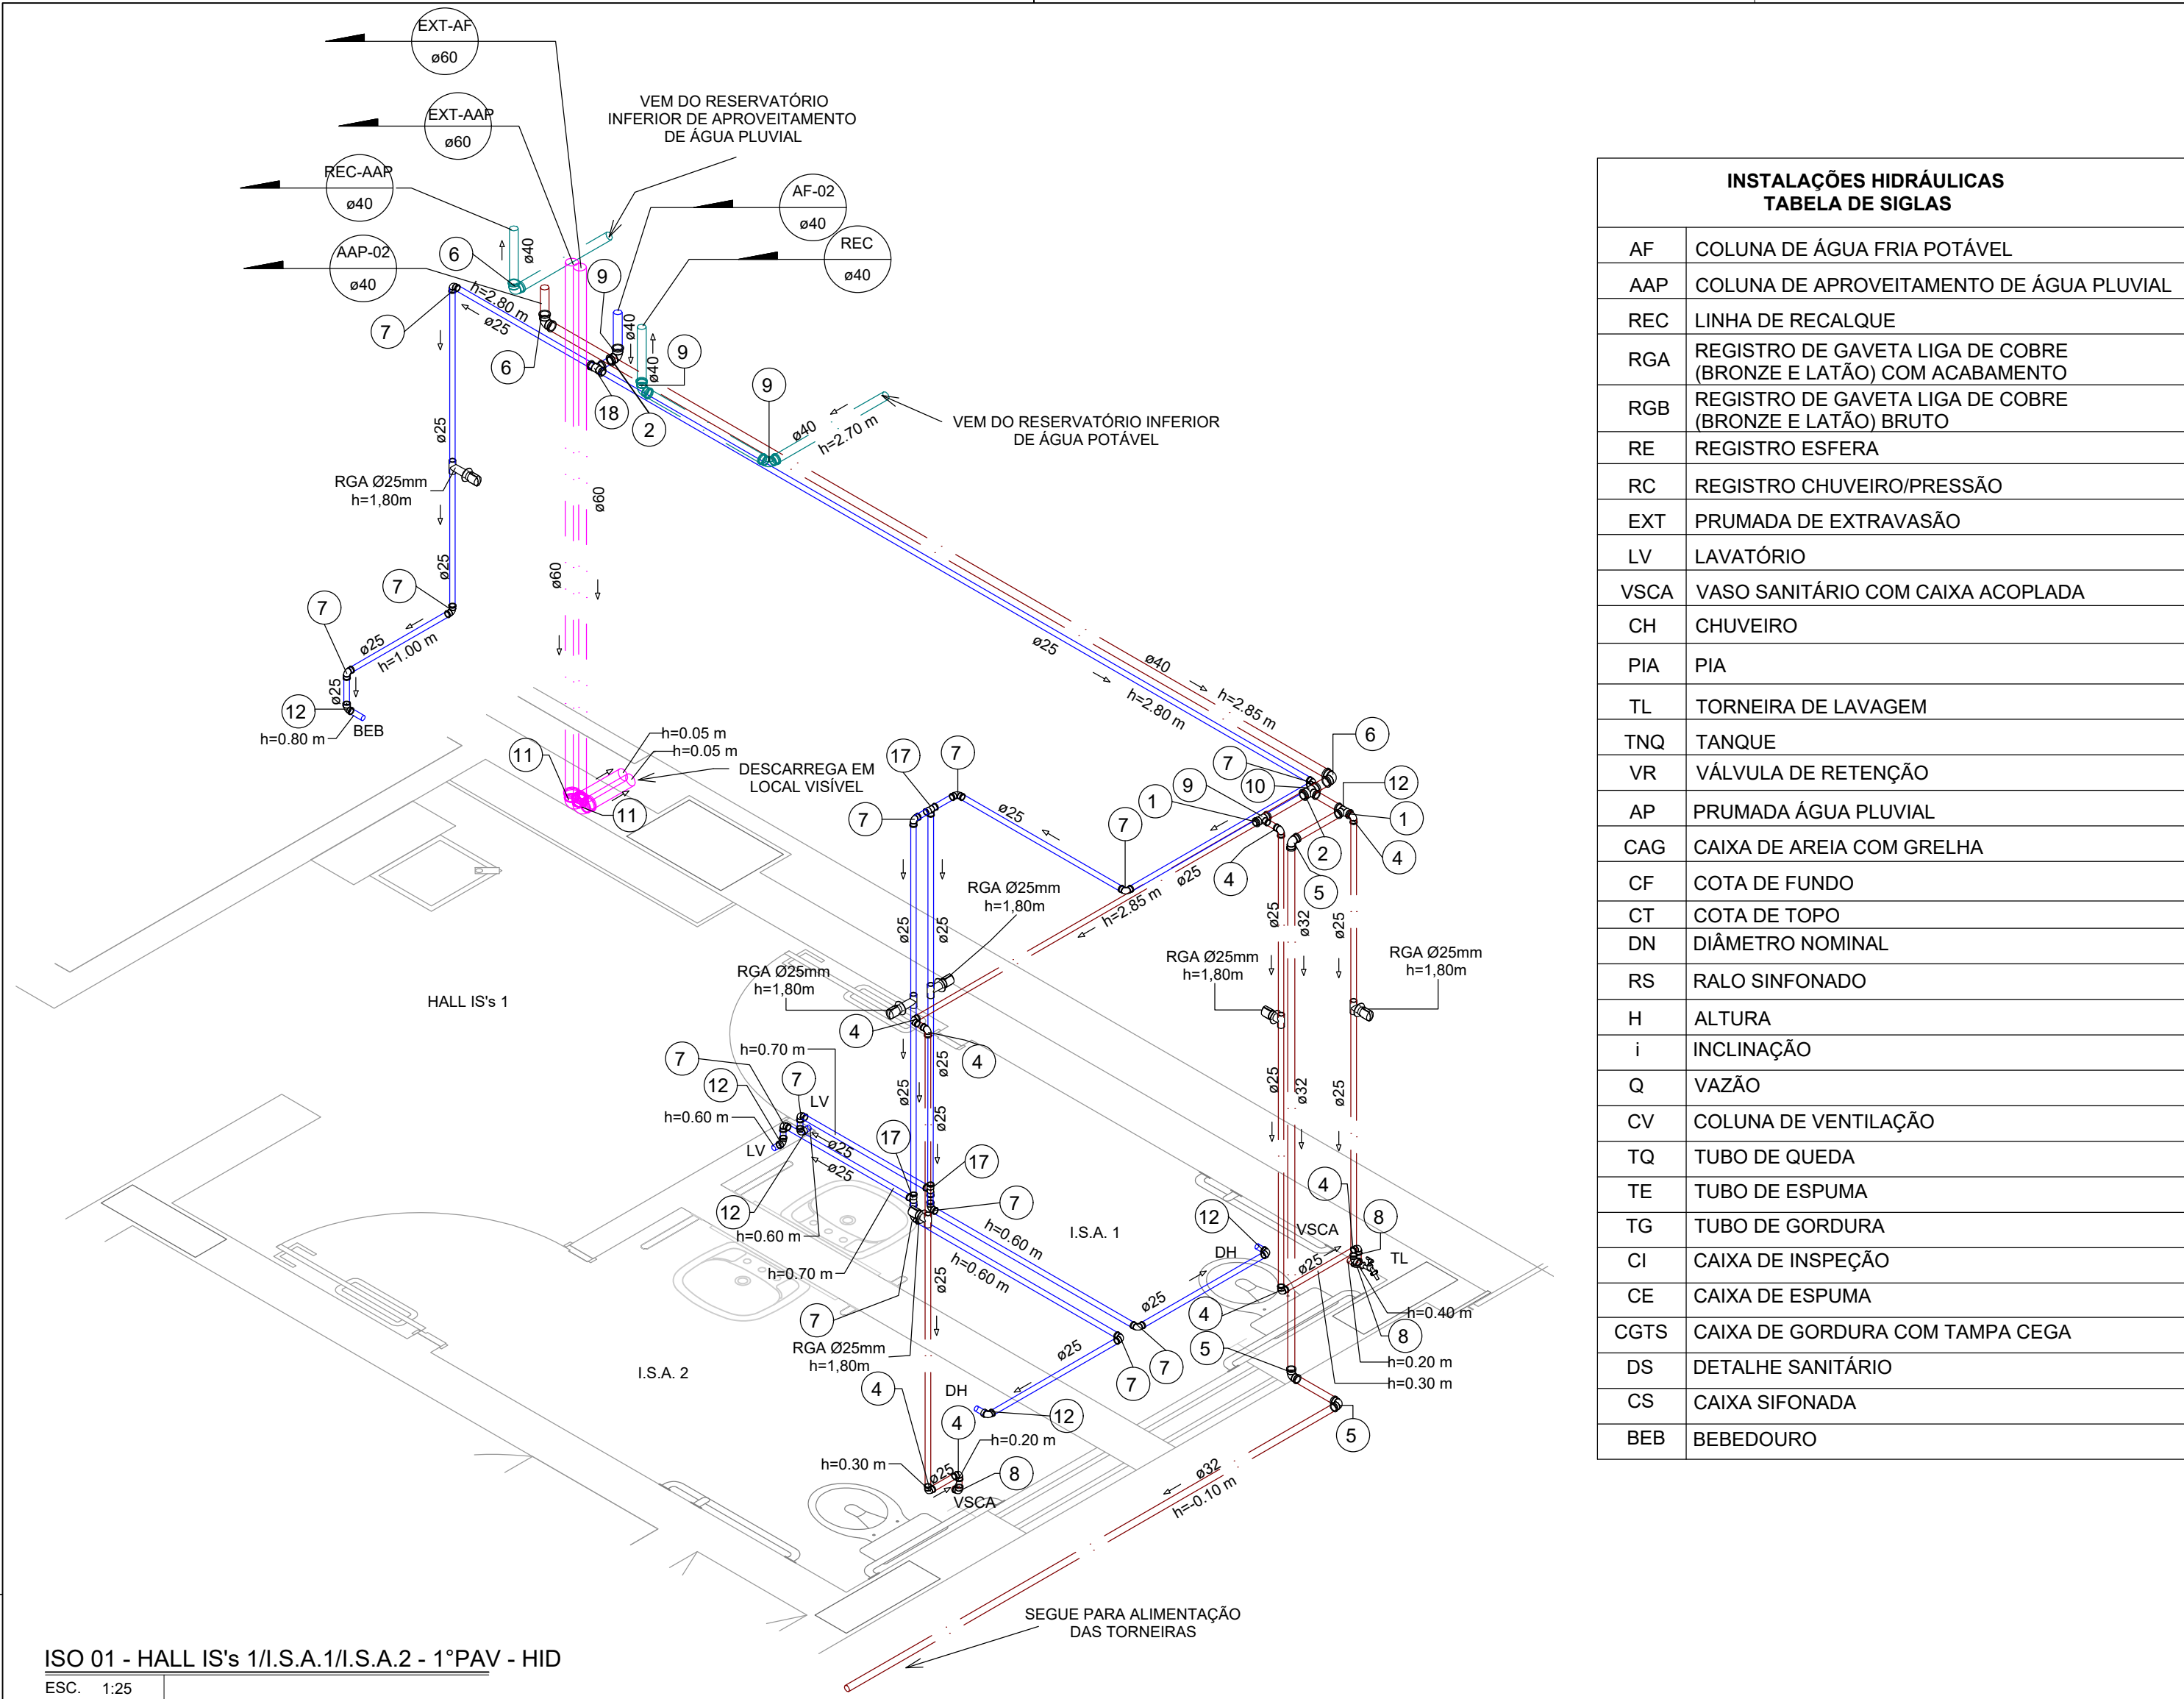 EXT-AF
ø60
EXT-AAP
ø60
REC-AAP
ø40
AAP-02
ø40
VEM DO RESERVATÓRIO
INFERIOR DE APROVEITAMENTO
DE ÁGUA PLUVIAL
AF-02
ø40
REC
ø40
6
ø40
9
7
h=2.80 m
ø25
6
ø40
ø40
9
9
18
2
ø40
h=2.70 m
VEM DO RESERVATÓRIO INFERIOR
DE ÁGUA POTÁVEL
ø25
RGA Ø25mm
h=1,80m
ø60
ø25
ø60
7
7
ø25
h=1.00 m
ø25
12
h=0.80 m
BEB
ø25
ø40
h=2.80 m
h=2.85 m
11
h=0.05 m
h=0.05 m
DESCARREGA EM
LOCAL VISÍVEL
11
17
7
7
ø25
6
7
10
12
9
1
1
7
4
2
4
5
ø25
h=2.85 m
RGA Ø25mm
h=1,80m
ø25
ø25
ø25
ø32
ø25
RGA Ø25mm
h=1,80m
RGA Ø25mm
h=1,80m
RGA Ø25mm
h=1,80m
HALL IS's 1
4
4
ø25
ø25
ø25
ø25
ø32
ø25
h=0.70 m
7
7
12
LV
h=0.60 m
LV
ø25
ø25
17
17
12
h=0.60 m
7
h=0.70 m
h=0.60 m
h=0.60 m
I.S.A. 1
12
DH
VSCA
4
8
TL
ø25
ø25
4
h=0.40 m
8
h=0.20 m
h=0.30 m
7
RGA Ø25mm
h=1,80m
ø25
ø25
7
7
5
I.S.A. 2
4
DH
4
12
h=0.20 m
h=0.30 m
ø25
8
VSCA
5
ø32
h=-0.10 m
SEGUE PARA ALIMENTAÇÃO
DAS TORNEIRAS
ISO 01 - HALL IS's 1/I.S.A.1/I.S.A.2 - 1°PAV - HID
ESC. 1:25
INSTALAÇÕES HIDRÁULICAS
TABELA DE SIGLAS
AF COLUNA DE ÁGUA FRIA POTÁVEL
AAP COLUNA DE APROVEITAMENTO DE ÁGUA PLUVIAL
REC LINHA DE RECALQUE
RGA REGISTRO DE GAVETA LIGA DE COBRE
(BRONZE E LATÃO) COM ACABAMENTO
RGB REGISTRO DE GAVETA LIGA DE COBRE
(BRONZE E LATÃO) BRUTO
RE REGISTRO ESFERA
RC REGISTRO CHUVEIRO/PRESSÃO
EXT PRUMADA DE EXTRAVASÃO
LV LAVATÓRIO
VSCA VASO SANITÁRIO COM CAIXA ACOPLADA
CH CHUVEIRO
PIA PIA
TL TORNEIRA DE LAVAGEM
TNQ TANQUE
VR VÁLVULA DE RETENÇÃO
AP PRUMADA ÁGUA PLUVIAL
CAG CAIXA DE AREIA COM GRELHA
CF COTA DE FUNDO
CT COTA DE TOPO
DN DIÂMETRO NOMINAL
RS RALO SINFONADO
H ALTURA
i INCLINAÇÃO
Q VAZÃO
CV COLUNA DE VENTILAÇÃO
TQ TUBO DE QUEDA
TE TUBO DE ESPUMA
TG TUBO DE GORDURA
CI CAIXA DE INSPEÇÃO
CE CAIXA DE ESPUMA
CGTS CAIXA DE GORDURA COM TAMPA CEGA
DS DETALHE SANITÁRIO
CS CAIXA SIFONADA
BEB BEBEDOURO